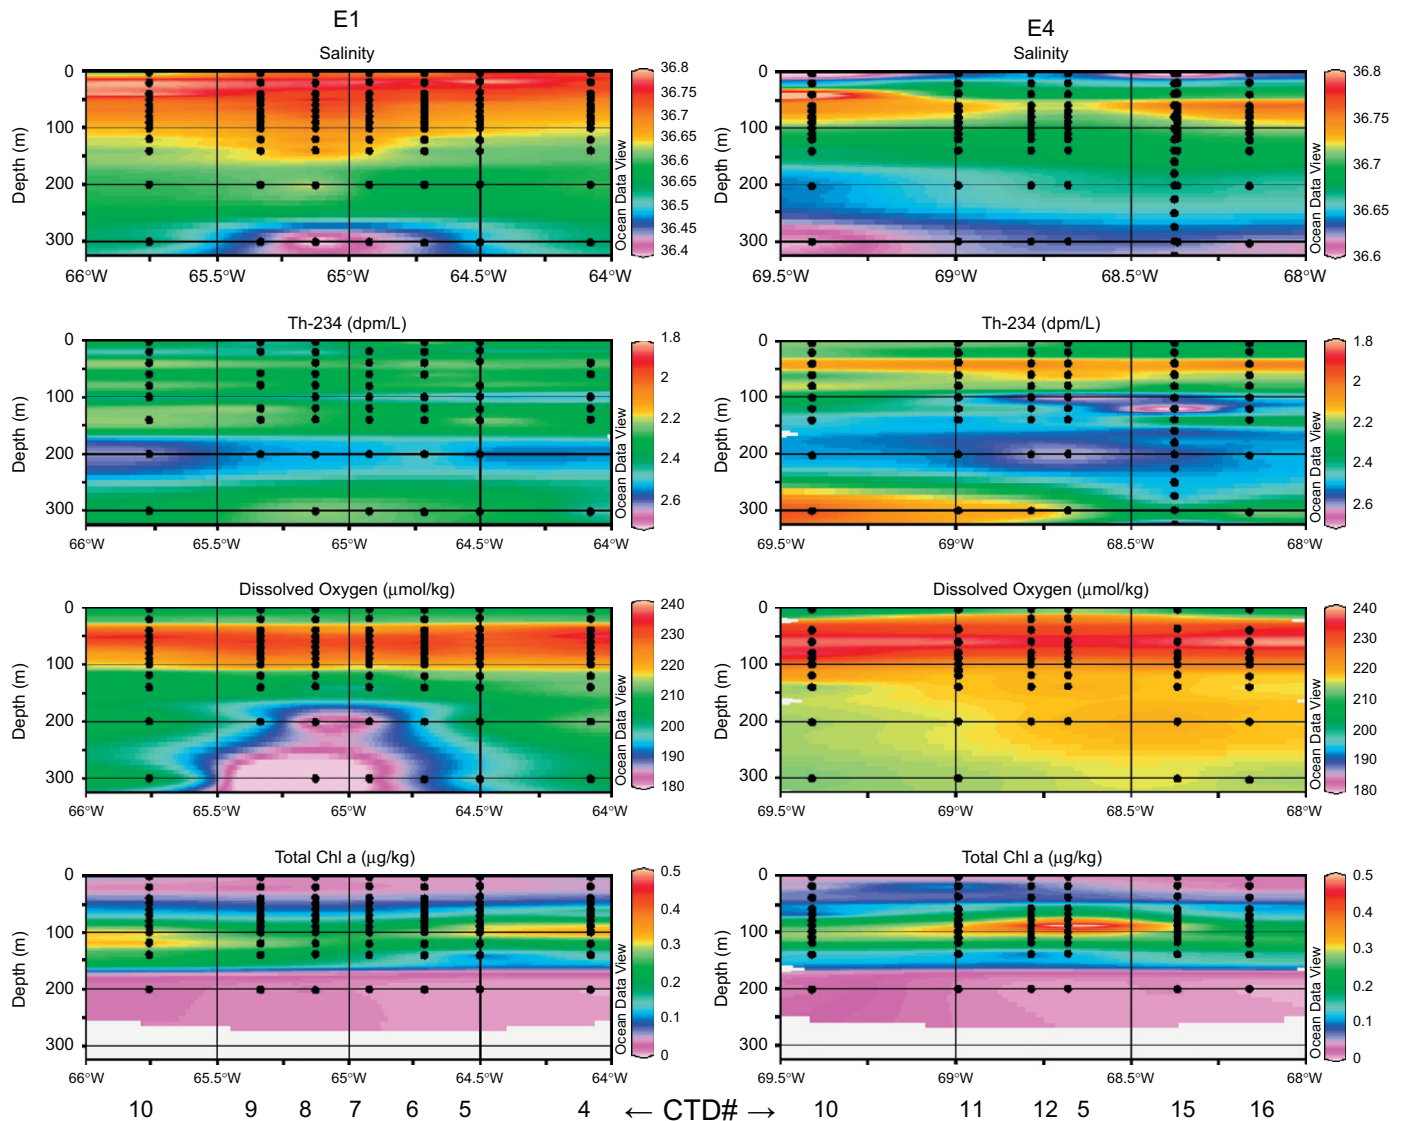 E1
E4
Salinity
Salinity
0
100
200
300
Depth (m)
66°W
65.5°W
65°W
64.5°W
64°W
Ocean Data View
36.8
36.75
36.7
36.65
36.6
36.65
36.5
36.45
36.4
0
100
200
300
Depth (m)
69.5°W
69°W
68.5°W
68°W
Ocean Data View
36.8
36.75
36.7
36.65
36.6
Th-234 (dpm/L)
Th-234 (dpm/L)
0
100
200
300
Depth (m)
66°W
65.5°W
65°W
64.5°W
64°W
Ocean Data View
1.8
2
2.2
2.4
2.6
0
100
200
300
Depth (m)
69.5°W
69°W
68.5°W
68°W
Ocean Data View
1.8
2
2.2
2.4
2.6
Dissolved Oxygen (μmol/kg)
Dissolved Oxygen (μmol/kg)
0
100
200
300
Depth (m)
66°W
65.5°W
65°W
64.5°W
64°W
Ocean Data View
240
230
220
210
200
190
180
0
100
200
300
Depth (m)
69.5°W
69°W
68.5°W
68°W
Ocean Data View
240
230
220
210
200
190
180
Total Chl a (μg/kg)
Total Chl a (μg/kg)
0
100
200
300
Depth (m)
66°W
65.5°W
65°W
64.5°W
64°W
Ocean Data View
0.5
0.4
0.3
0.2
0.1
0
0
100
200
300
Depth (m)
69.5°W
69°W
68.5°W
68°W
Ocean Data View
0.5
0.4
0.3
0.2
0.1
0
10 9 8 7 6 5 4 ← CTD# → 10 11 12 5 15 16